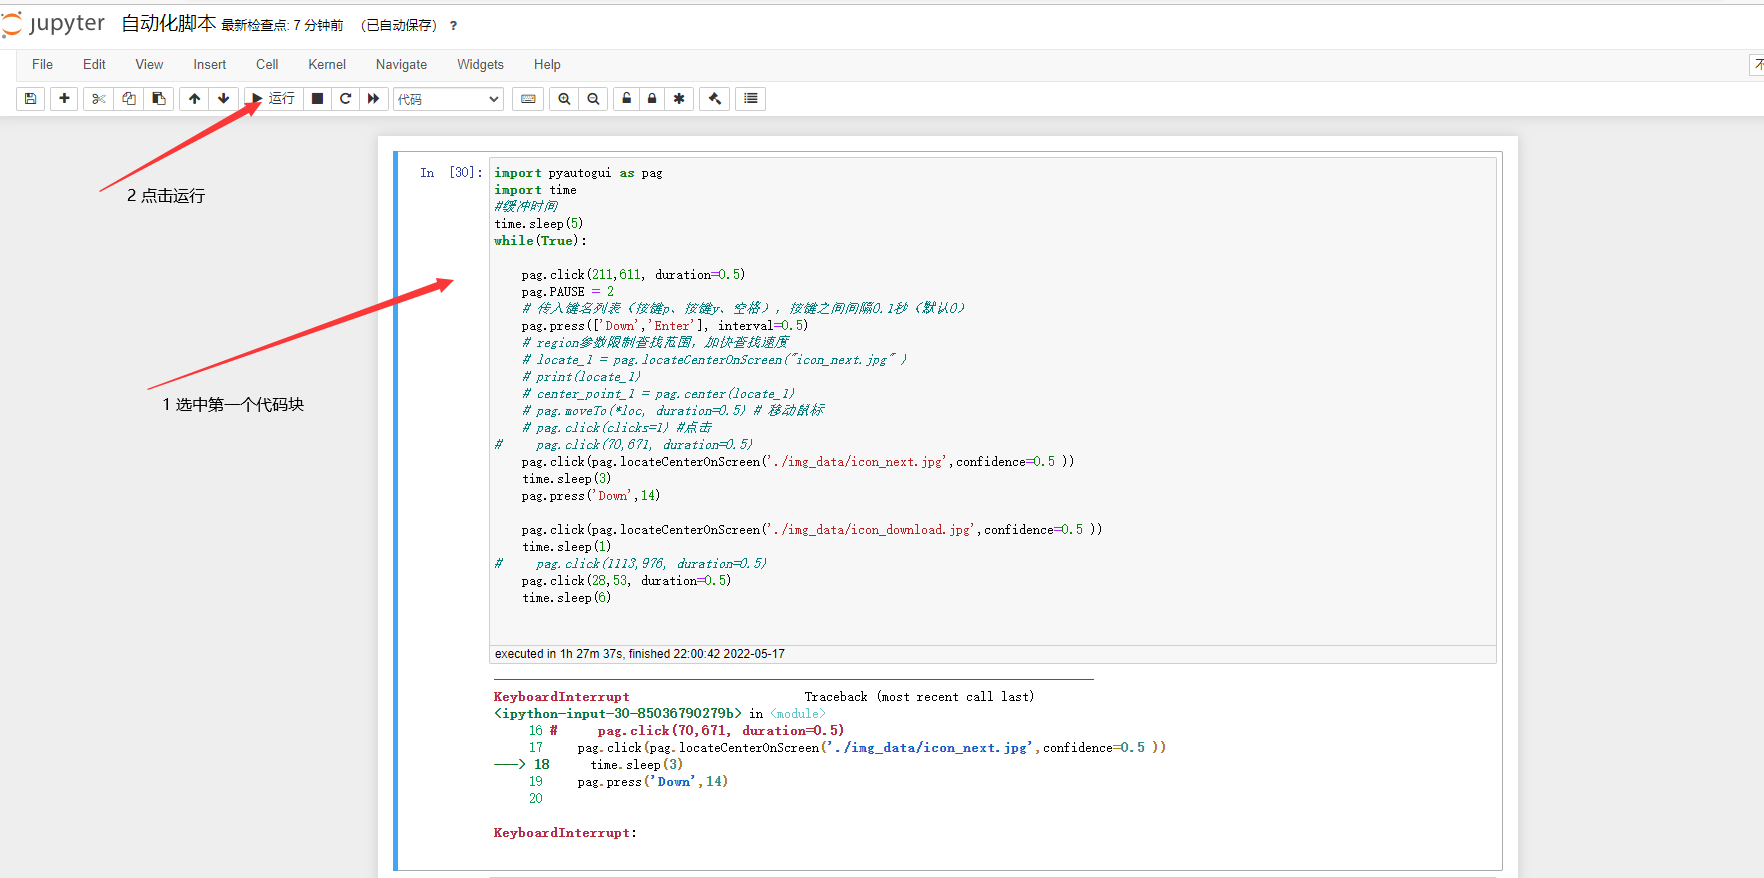 jupyter 自动化脚本 最新检查点: 7 分钟前 (已自动保存) ?
File Edit View Insert Cell Kernel Navigate Widgets Help
运行 代码
2 点击运行
1 选中第一个代码块
In [30]:
import pyautogui as pag
import time
#缓冲时间
time.sleep(5)
while(True):
pag.click(211,611, duration=0.5)
pag.PAUSE = 2
# 传入键名列表（按键p、按键y、空格），按键之间间隔0.1秒（默认0）
pag.press(['Down','Enter'], interval=0.5)
# region参数限制查找范围，加快查找速度
# locate_1 = pag.locateCenterOnScreen("icon_next.jpg" )
# print(locate_1)
# center_point_1 = pag.center(locate_1)
# pag.moveTo(*loc, duration=0.5) # 移动鼠标
# pag.click(clicks=1) #点击
#    pag.click(70,671, duration=0.5)
pag.click(pag.locateCenterOnScreen('./img_data/icon_next.jpg',confidence=0.5 ))
time.sleep(3)
pag.press('Down',14)
pag.click(pag.locateCenterOnScreen('./img_data/icon_download.jpg',confidence=0.5 ))
time.sleep(1)
#    pag.click(1113,976, duration=0.5)
pag.click(28,53, duration=0.5)
time.sleep(6)
executed in 1h 27m 37s, finished 22:00:42 2022-05-17
KeyboardInterrupt Traceback (most recent call last)
<ipython-input-30-85036790279b> in <module>
16 #    pag.click(70,671, duration=0.5)
17    pag.click(pag.locateCenterOnScreen('./img_data/icon_next.jpg',confidence=0.5 ))
---> 18    time.sleep(3)
19    pag.press('Down',14)
20
KeyboardInterrupt: